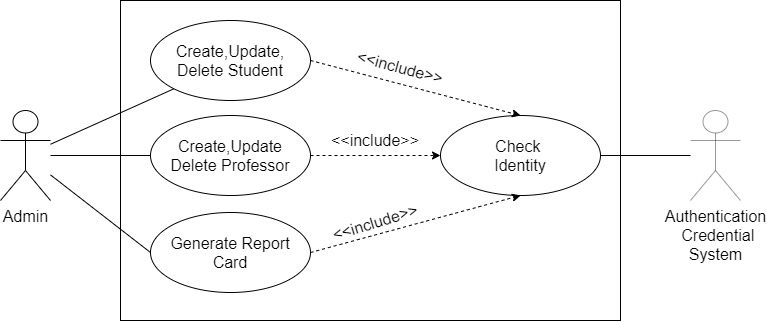 Create,Update,
Delete Student
<<include>>
Create,Update
Delete Professor
<<include>>
Check
Identity
Admin
Authentication
Credential
System
Generate Report
Card
<<include>>